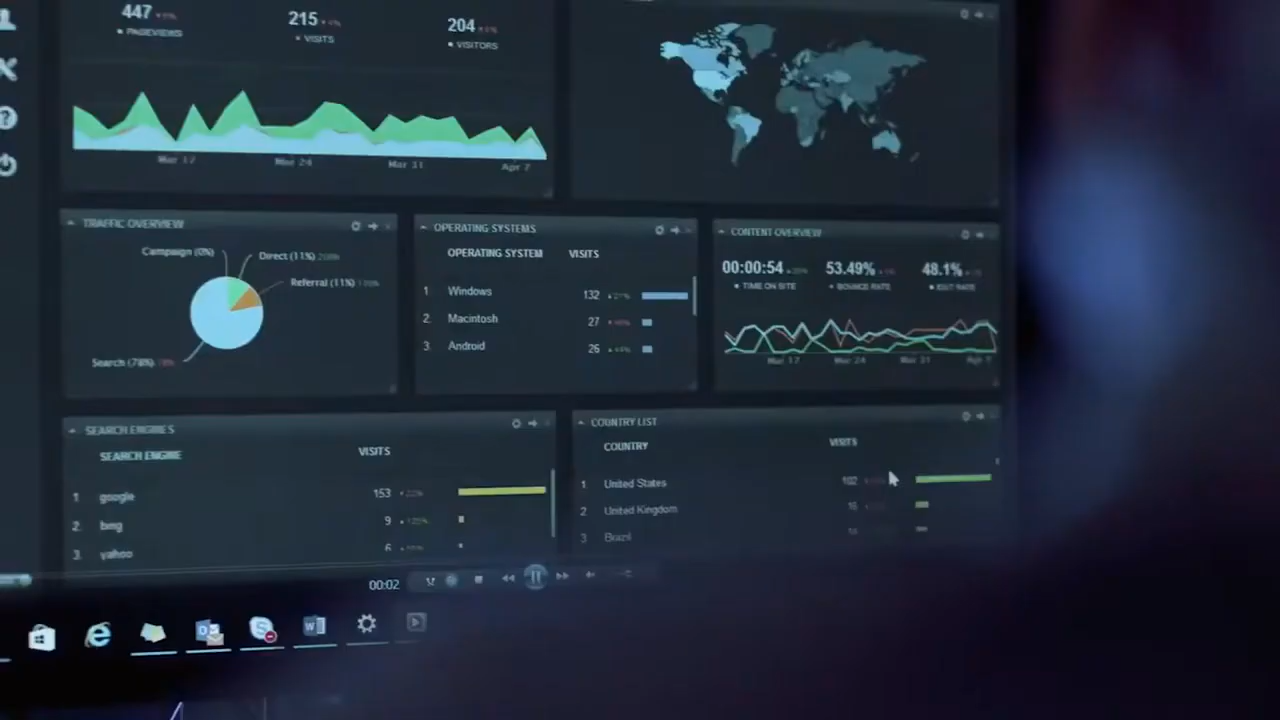 447 215 204
PAGEVIEWS VISITS VISITORS
Mar 17 Mar 24 Mar 31 Apr 7
TRAFFIC OVERVIEW
Campaign (0%)
Direct (11%)
Referral (11%)
Search (78%)
OPERATING SYSTEMS
OPERATING SYSTEM VISITS
1 Windows 132
2. Macintosh 27
3. Android 26
CONTENT OVERVIEW
00:00:54 53.49% 48.1%
TIME ON SITE BOUNCE RATE EXIT RATE
Mar 17 Mar 24 Mar 31 Apr 7
SEARCH ENGINES
SEARCH ENGINE VISITS
1 google 153
2. bing 9
3. yahoo 6
COUNTRY LIST
COUNTRY VISITS
1 United States 102
2 United Kingdom
3 Brazil
00:02